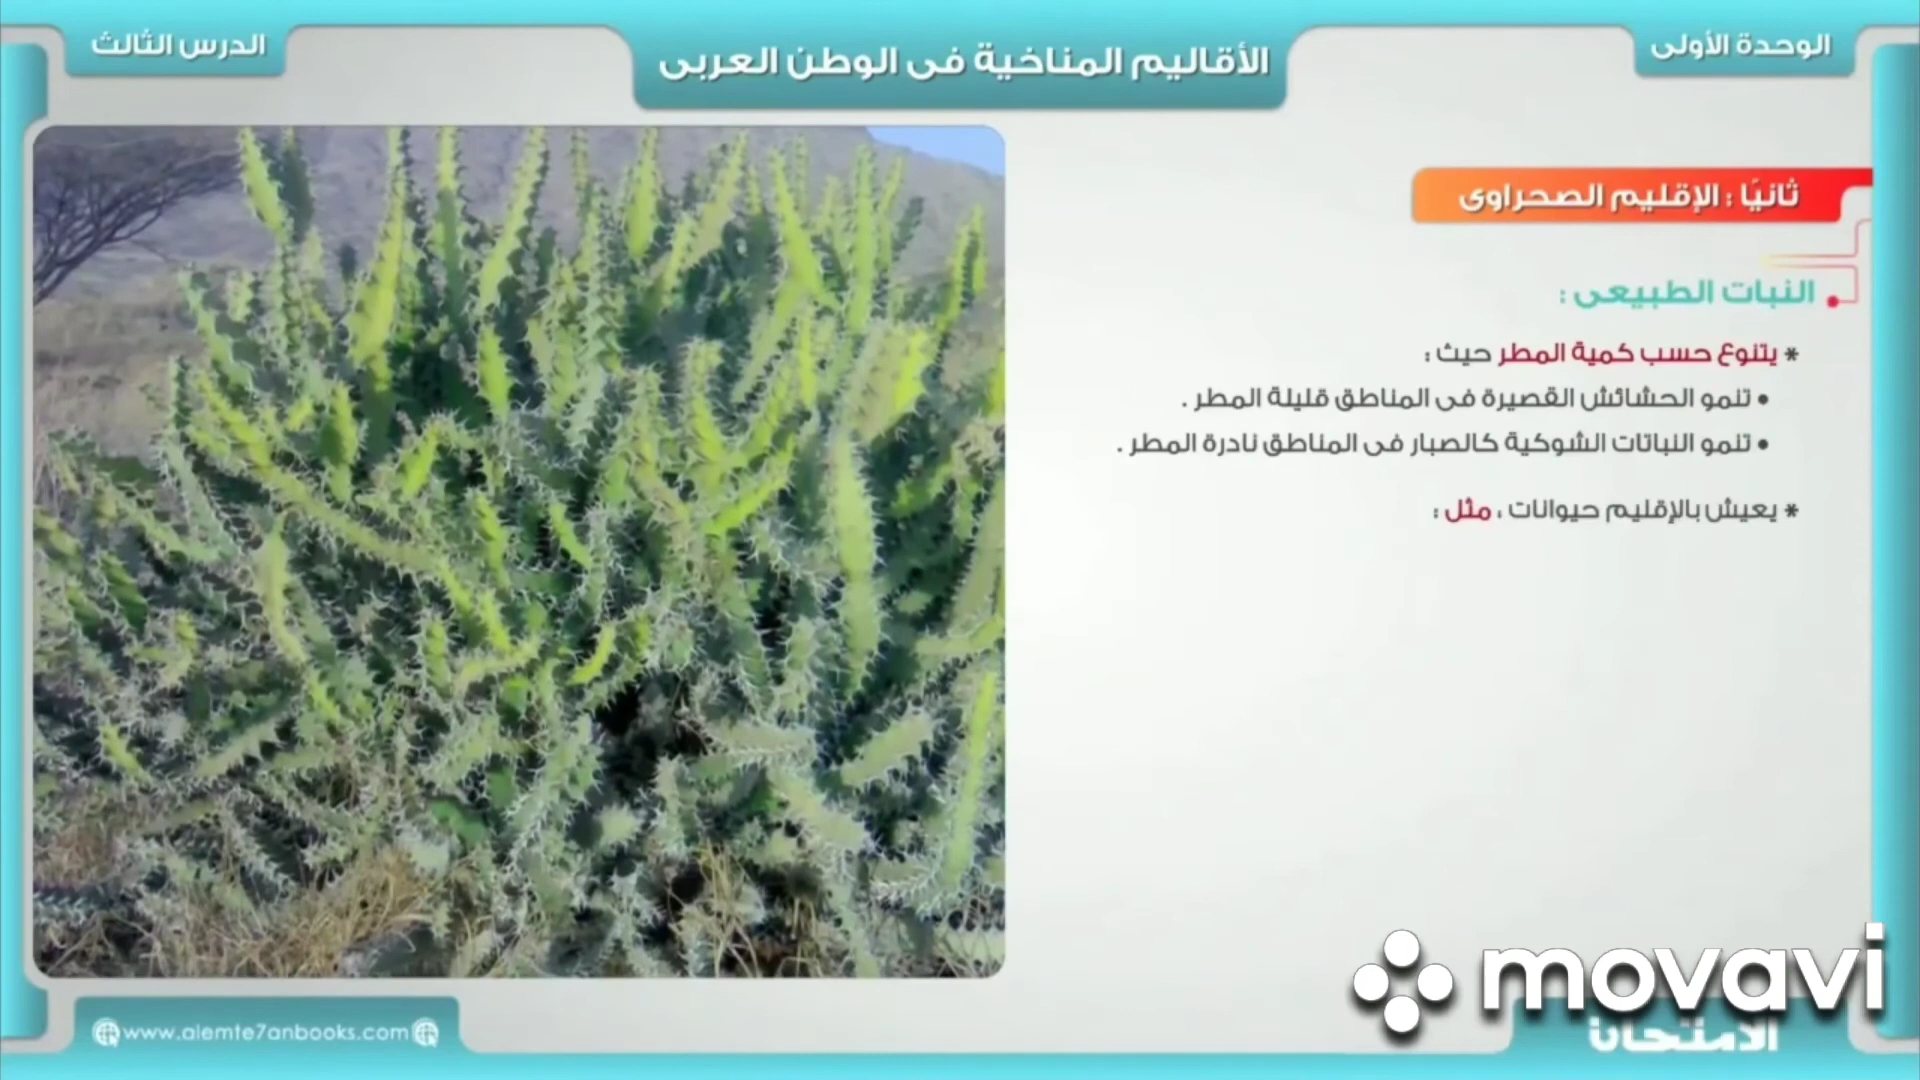 الوحدة الأولى
الأقاليم المناخية فى الوطن العربى
الدرس الثالث
ثانيًا : الإقليم الصحراوى
النبات الطبيعى :
* يتنوع حسب كمية المطر حيث :
• تنمو الحشائش القصيرة فى المناطق قليلة المطر .
• تنمو النباتات الشوكية كالصبار فى المناطق نادرة المطر .
* يعيش بالإقليم حيوانات ، مثل :
movavi
الامتحان
www.alemte7anbooks.com